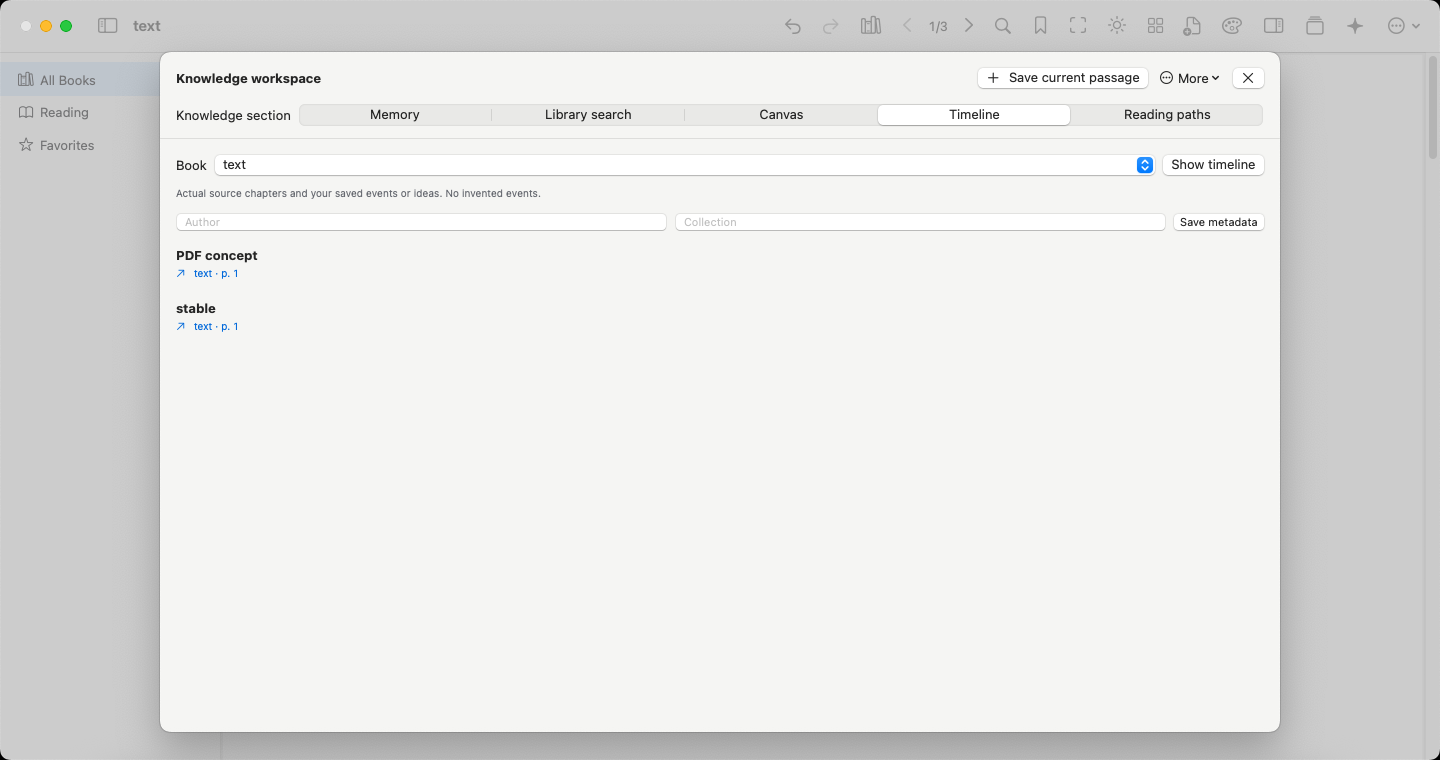 text
1/3
All Books
Reading
Favorites
Knowledge workspace
Save current passage
More
Knowledge section
Memory
Library search
Canvas
Timeline
Reading paths
Book
text
Show timeline
Actual source chapters and your saved events or ideas. No invented events.
Author
Collection
Save metadata
PDF concept
text · p. 1
stable
text · p. 1